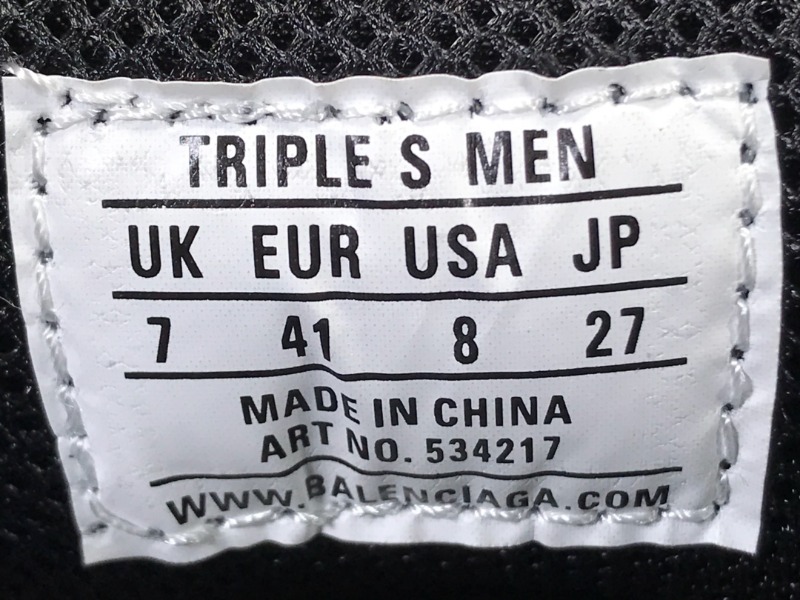 TRIPLE S MEN
UK EUR USA JP
7 41 8 27
MADE IN CHINA
ART NO. 534217
WWW.BALENCIAGA.COM